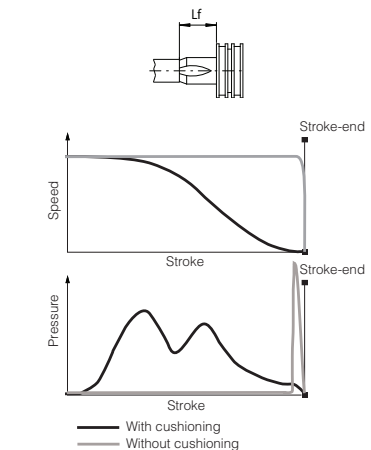 Lf
Stroke-end
Speed
Stroke
Stroke-end
Pressure
Stroke
With cushioning
Without cushioning